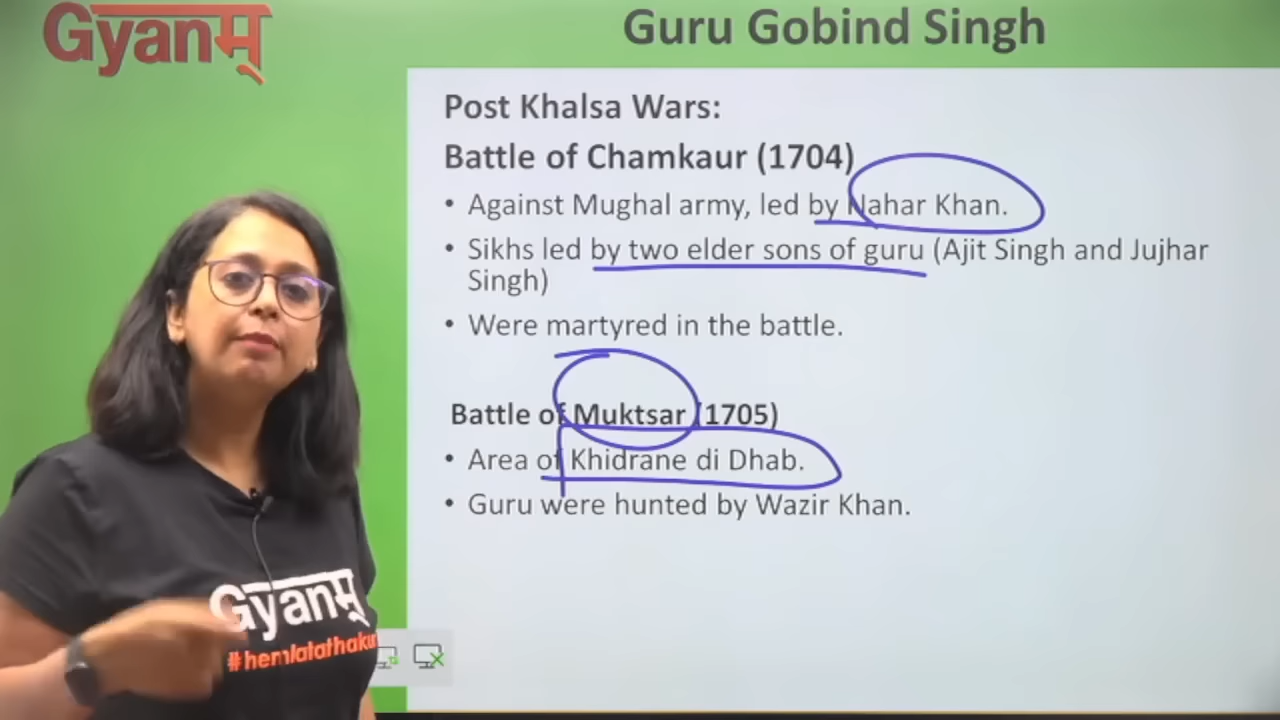 Gyanम्
Guru Gobind Singh
Post Khalsa Wars:
Battle of Chamkaur (1704)
• Against Mughal army, led by Nahar Khan.
• Sikhs led by two elder sons of guru (Ajit Singh and Jujhar
Singh)
• Were martyred in the battle.
Battle of Muktsar (1705)
• Area of Khidrane di Dhab.
• Guru were hunted by Wazir Khan.
Gyanम्
#hemlatathakur